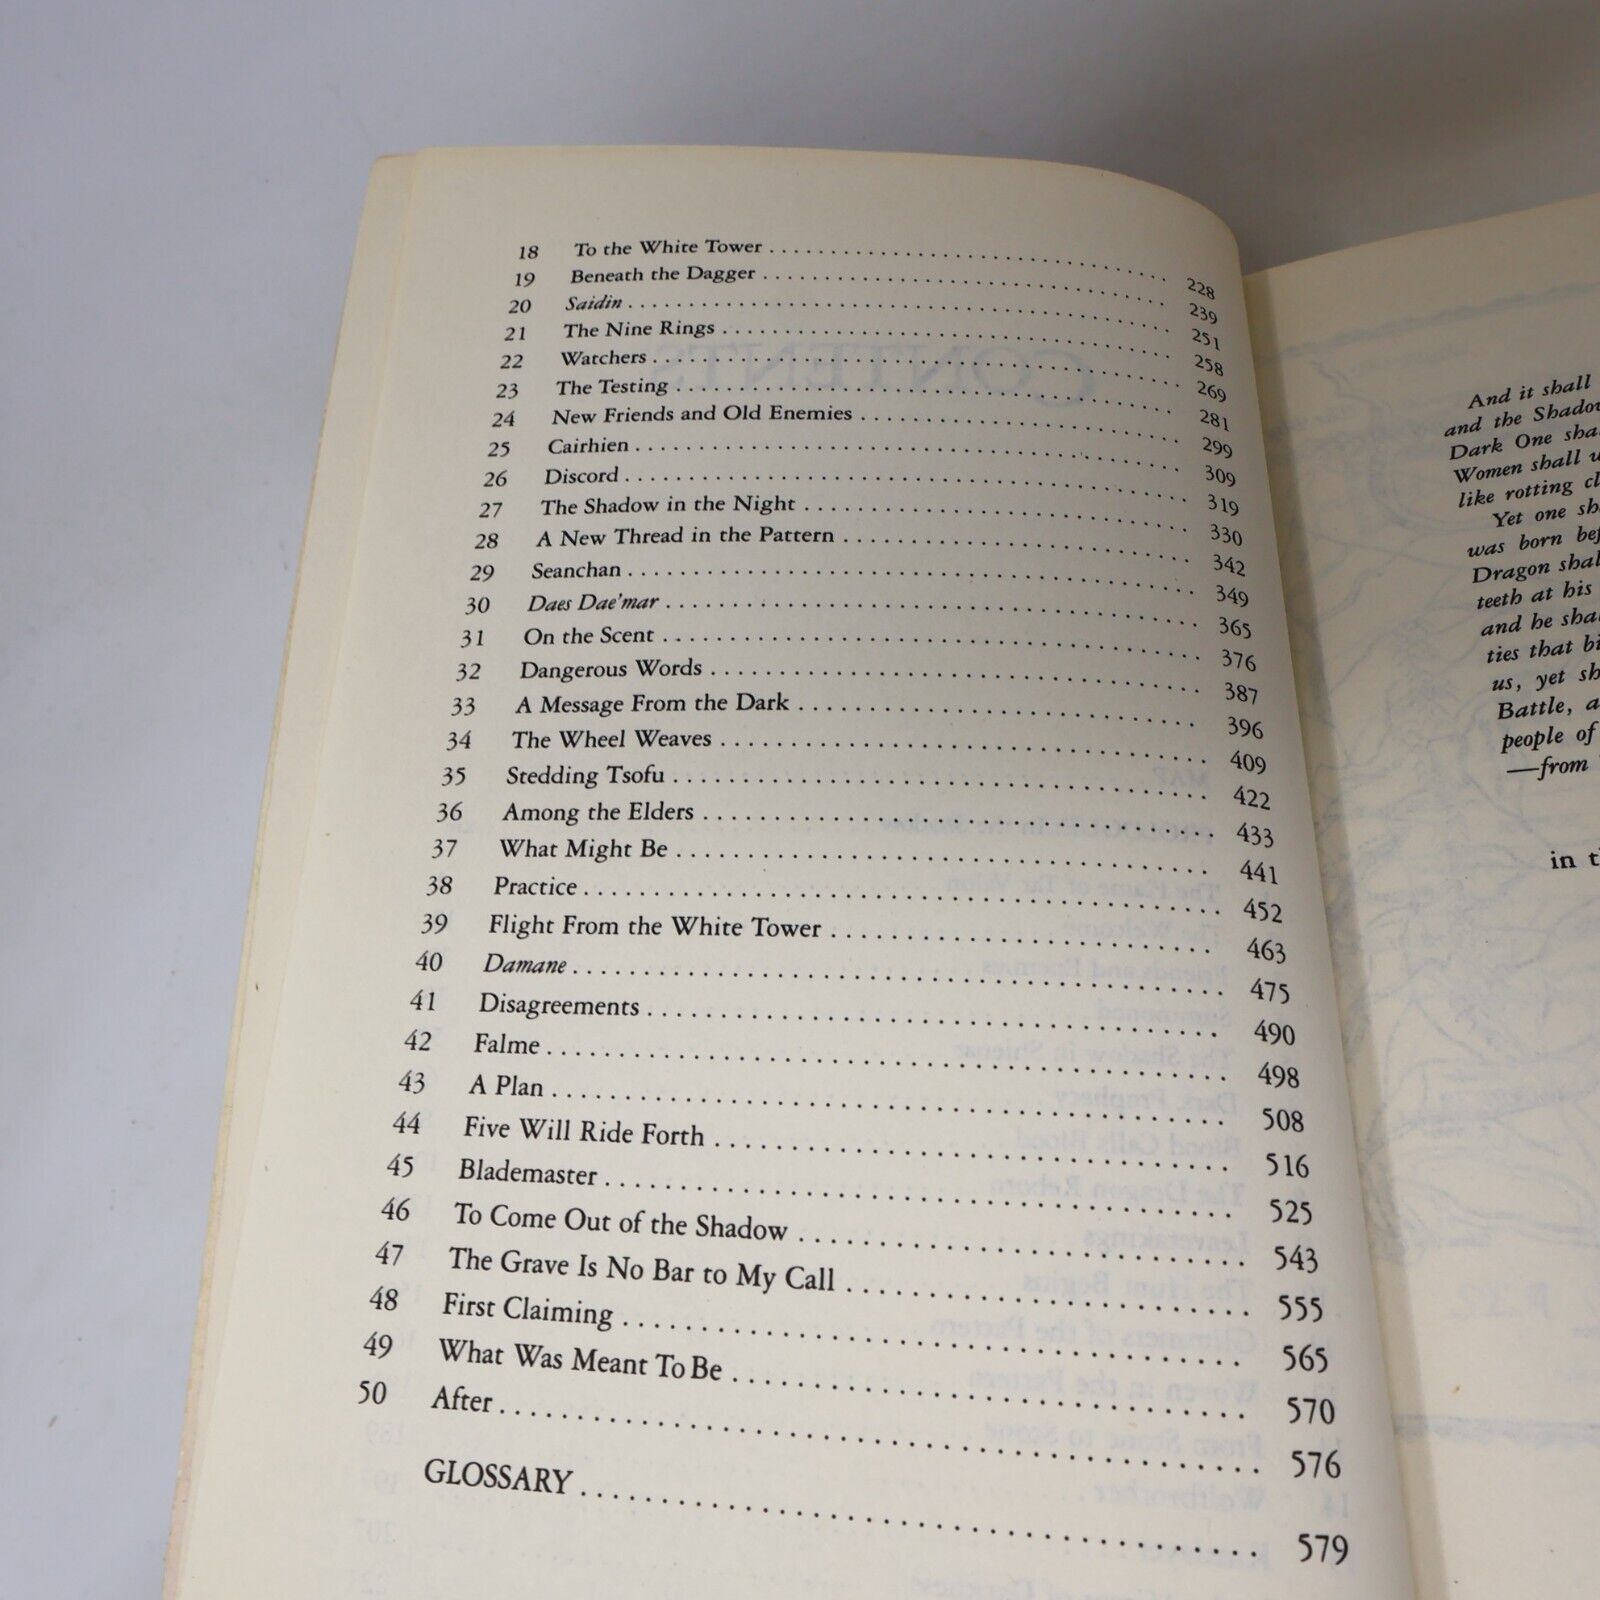 18 To the White Tower 228
19 Beneath the Dagger 239
20 Saidin 251
21 The Nine Rings 258
22 Watchers 269
23 The Testing 281
24 New Friends and Old Enemies 299
25 Cairhien 309
26 Discord 319
27 The Shadow in the Night 330
28 A New Thread in the Pattern 342
29 Seanchan 349
30 Daes Dae'mar 365
31 On the Scent 376
32 Dangerous Words 387
33 A Message From the Dark 396
34 The Wheel Weaves 409
35 Stedding Tsofu 422
36 Among the Elders 433
37 What Might Be 441
38 Practice 452
39 Flight From the White Tower 463
40 Damane 475
41 Disagreements 490
42 Falme 498
43 A Plan 508
44 Five Will Ride Forth 516
45 Blademaster 525
46 To Come Out of the Shadow 543
47 The Grave Is No Bar to My Call 555
48 First Claiming 565
49 What Was Meant To Be 570
50 After 576
GLOSSARY 579
And it shall
and the
Dark One
Women shall
like rotting
Yet one
was born
Dragon
teeth at his
and he
ties that
us, yet
Battle,
people of
—from
in